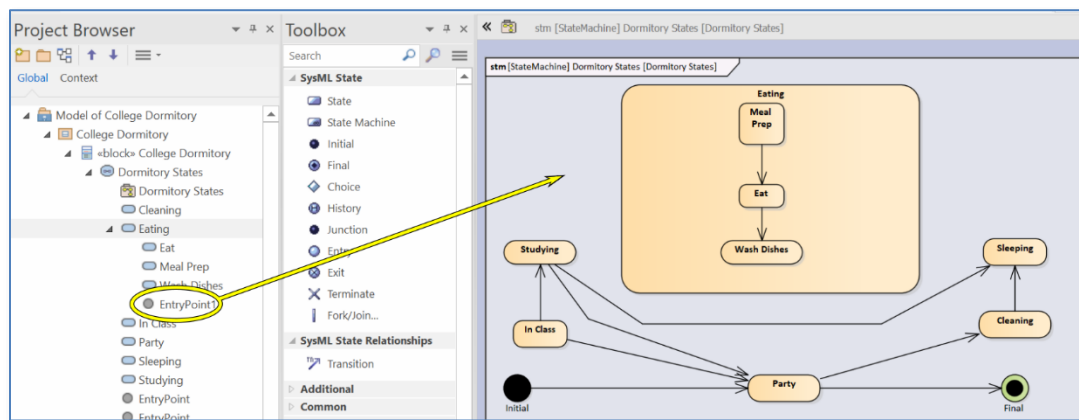 Project Browser
Global Context
Model of College Dormitory
College Dormitory
«block» College Dormitory
Dormitory States
Dormitory States
Cleaning
Eating
Eat
Meal Prep
Wash Dishes
EntryPoint1
In Class
Party
Sleeping
Studying
EntryPoint
EntryPoint
Toolbox
Search
SysML State
State
State Machine
Initial
Final
Choice
History
Junction
Entry
Exit
Terminate
Fork/Join...
SysML State Relationships
Transition
Additional
Common
stm [StateMachine] Dormitory States [Dormitory States]
stm [StateMachine] Dormitory States [Dormitory States]
Eating
Meal
Prep
Eat
Wash Dishes
Studying
Sleeping
In Class
Cleaning
Party
Initial
Final